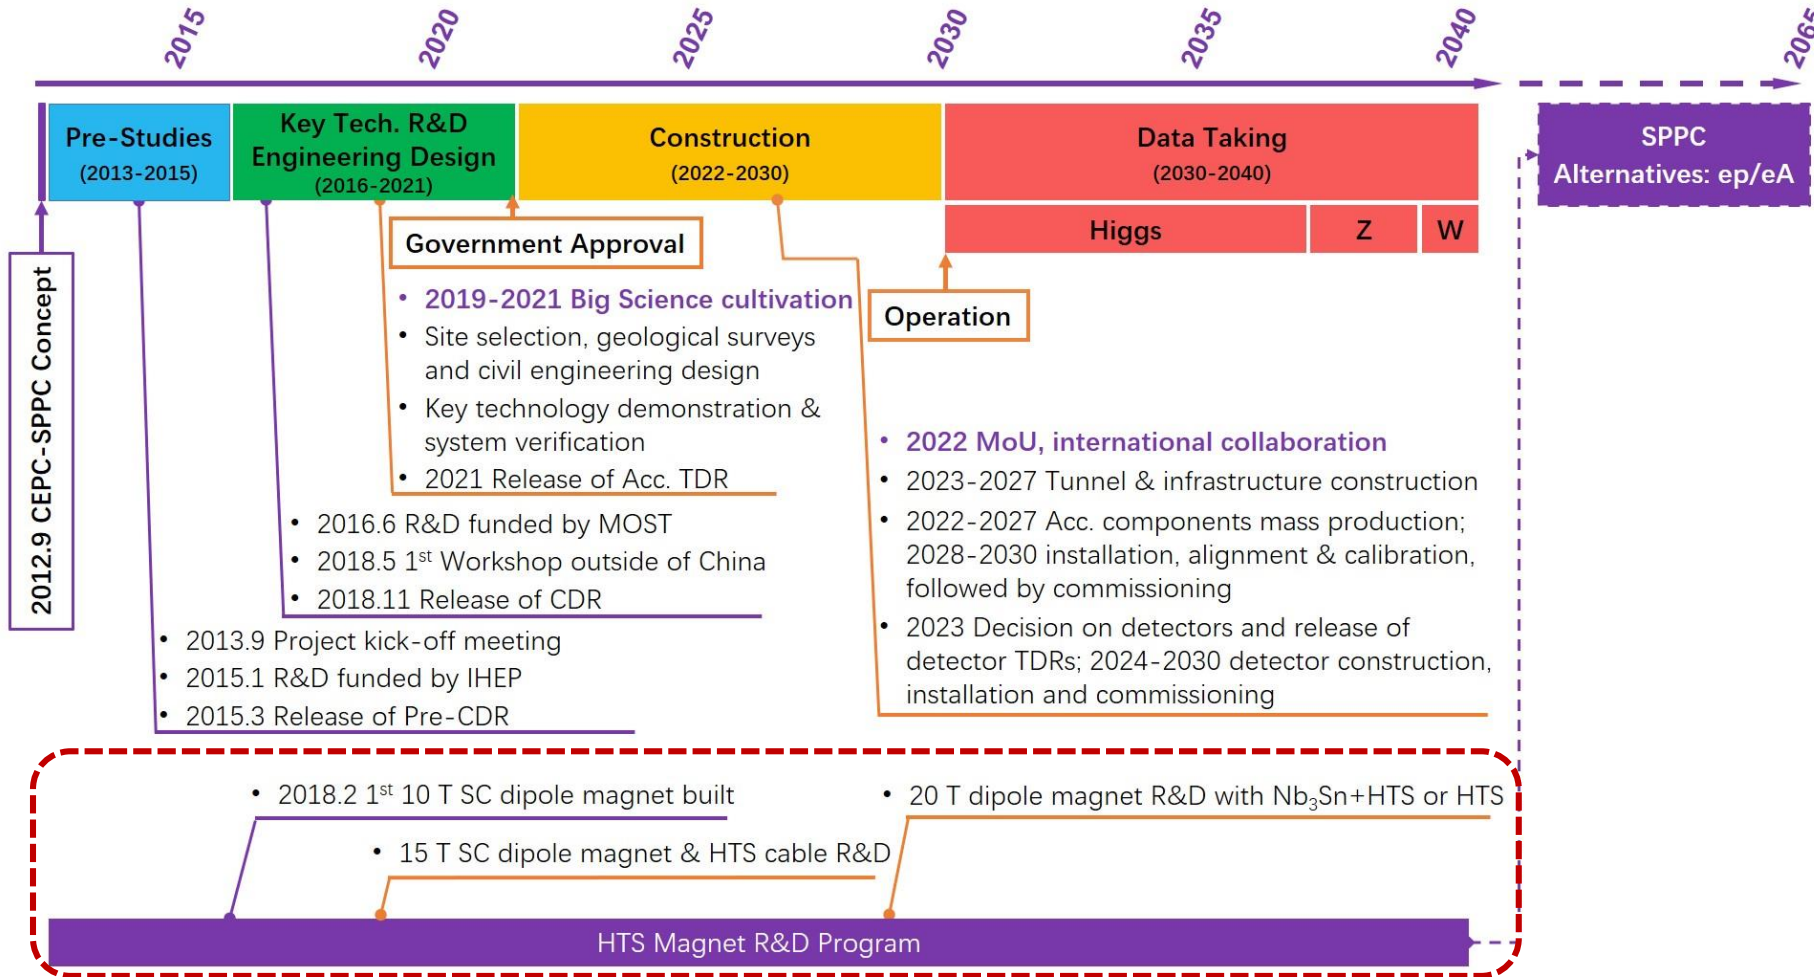 2015
2020
2025
2030
2035
2040
2065
Pre-Studies
(2013-2015)
Key Tech. R&D
Engineering Design
(2016-2021)
Construction
(2022-2030)
Data Taking
(2030-2040)
SPPC
Alternatives: ep/eA
Higgs
Z
W
2012.9 CEPC-SPPC Concept
Government Approval
Operation
• 2019-2021 Big Science cultivation
• Site selection, geological surveys
and civil engineering design
• Key technology demonstration &
system verification
• 2021 Release of Acc. TDR
• 2016.6 R&D funded by MOST
• 2018.5 1st Workshop outside of China
• 2018.11 Release of CDR
• 2013.9 Project kick-off meeting
• 2015.1 R&D funded by IHEP
• 2015.3 Release of Pre-CDR
• 2022 MoU, international collaboration
• 2023-2027 Tunnel & infrastructure construction
• 2022-2027 Acc. components mass production;
2028-2030 installation, alignment & calibration,
followed by commissioning
• 2023 Decision on detectors and release of
detector TDRs; 2024-2030 detector construction,
installation and commissioning
• 2018.2 1st 10 T SC dipole magnet built
• 15 T SC dipole magnet & HTS cable R&D
• 20 T dipole magnet R&D with Nb₃Sn+HTS or HTS
HTS Magnet R&D Program